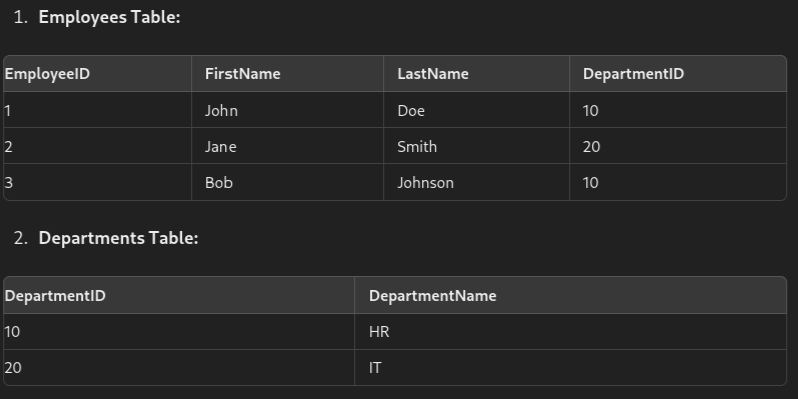 1. Employees Table:
EmployeeID FirstName LastName DepartmentID
1 John Doe 10
2 Jane Smith 20
3 Bob Johnson 10
2. Departments Table:
DepartmentID DepartmentName
10 HR
20 IT